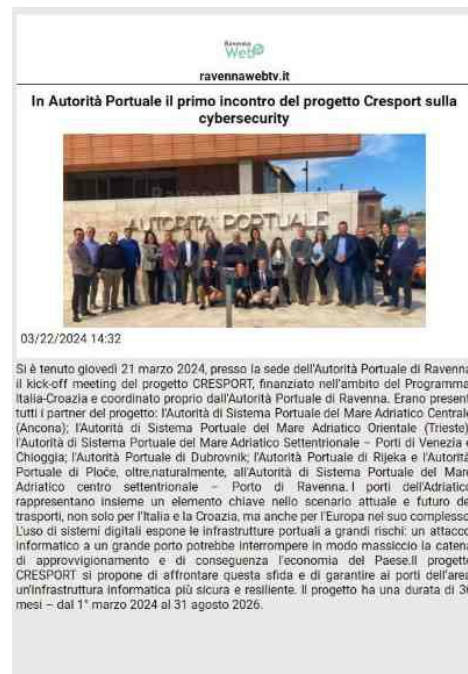 Ravenna
Web
ravennawebtv.it
In Autorità Portuale il primo incontro del progetto Cresport sulla
cybersecurity
AUTORITA' PORTUALE
03/22/2024 14:32
Si è tenuto giovedì 21 marzo 2024, presso la sede dell'Autorità Portuale di Ravenna
il kick-off meeting del progetto CRESPORT, finanziato nell'ambito del Programma
Italia-Croazia e coordinato proprio dall'Autorità Portuale di Ravenna. Erano present
tutti i partner del progetto: l'Autorità di Sistema Portuale del Mare Adriatico Central
(Ancona); l'Autorità di Sistema Portuale del Mare Adriatico Orientale (Trieste)
l'Autorità di Sistema Portuale del Mare Adriatico Settentrionale – Porti di Venezia e
Chioggia; l'Autorità Portuale di Dubrovnik; l'Autorità Portuale di Rijeka e l'Autorità
Portuale di Ploče, oltre,naturalmente, all'Autorità di Sistema Portuale del Mare
Adriatico centro settentrionale – Porto di Ravenna. I porti dell'Adriatico
rappresentano insieme un elemento chiave nello scenario attuale e futuro de
trasporti, non solo per l'Italia e la Croazia, ma anche per l'Europa nel suo complesso
L'uso di sistemi digitali espone le infrastrutture portuali a grandi rischi: un attacco
informatico a un grande porto potrebbe interrompere in modo massiccio la catena
di approvvigionamento e di conseguenza l'economia del Paese.Il progetto
CRESPORT si propone di affrontare questa sfida e di garantire ai porti dell'area
un'infrastruttura informatica più sicura e resiliente. Il progetto ha una durata di 30
mesi – dal 1° marzo 2024 al 31 agosto 2026.